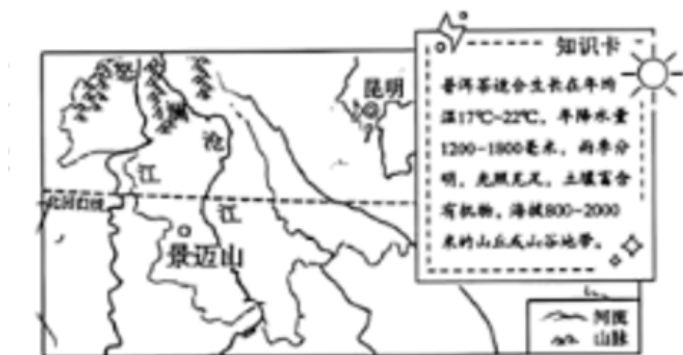 知识卡
普洱茶适合生长在年均
温17℃~22℃，年降水量
1200-1800毫米，雨季分
明，光照充足，土壤富含
有机物，海拔800-2000
米的山丘或山谷地带。
怒
澜
沧
昆明
江
江
北回归线
景迈山
河流
山脉